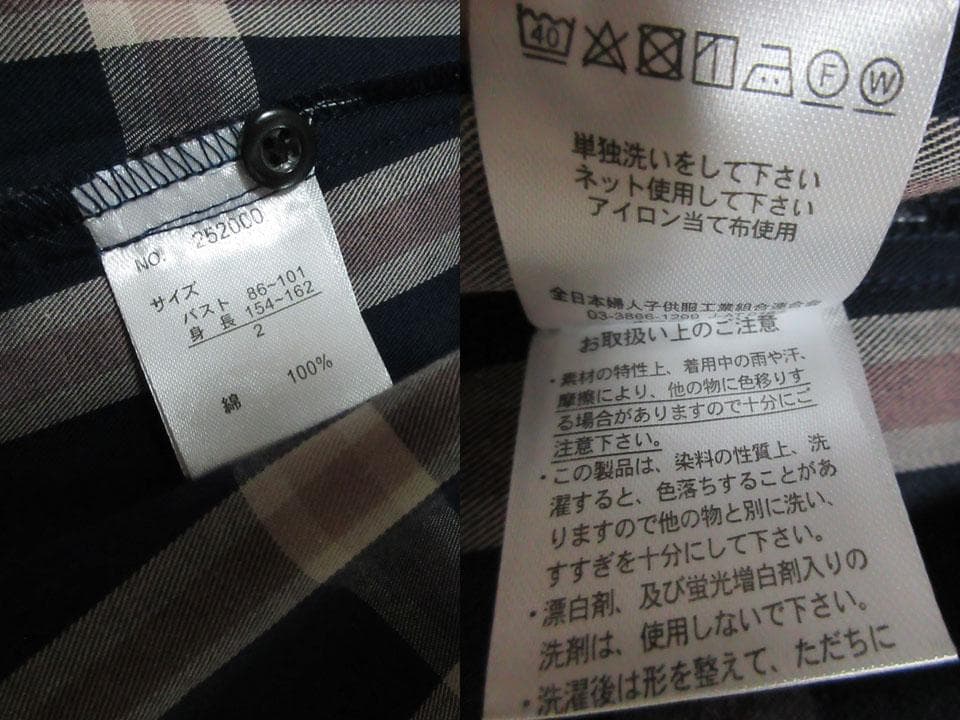 NO. 252000
サイズ
バスト 86~101
身長 154~162
2
綿 100%
40
F W
単独洗いをして下さい
ネット使用して下さい
アイロン当て布使用
全日本婦人子供服工業組合連合会
03-3866-1200
お取扱い上のご注意
・素材の特性上、着用中の雨や汗、
摩擦により、他の物に色移りす
る場合がありますので十分にご
注意下さい。
・この製品は、染料の性質上、洗
濯すると、色落ちすることがあ
りますので他の物と別に洗い、
すすぎを十分にして下さい。
・漂白剤、及び蛍光増白剤入りの
洗剤は、使用しないで下さい。
・洗濯後は形を整えて、ただちに